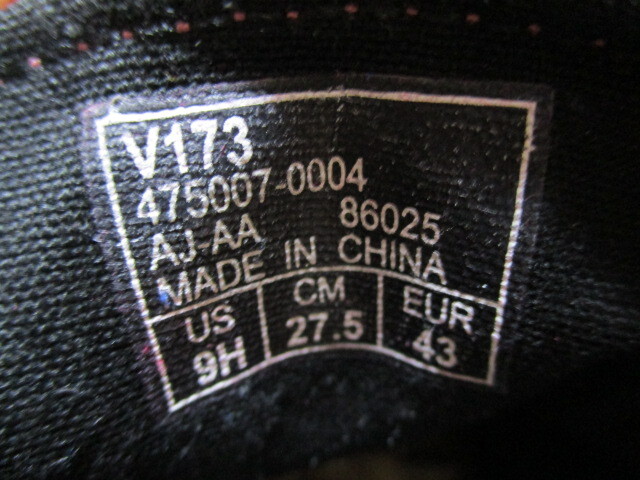 V173
475007-0004
AJ-AA 86025
MADE IN CHINA
US CM EUR
9H 27.5 43